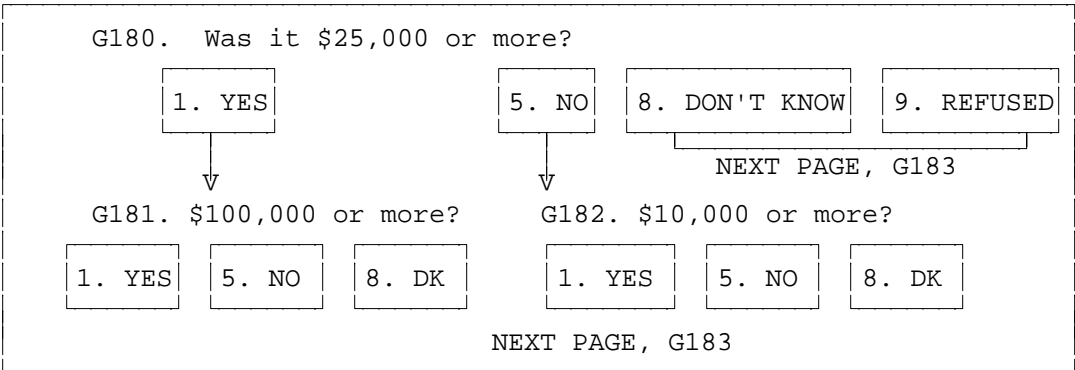 G180. Was it $25,000 or more?
1. YES 5. NO 8. DON'T KNOW 9. REFUSED
NEXT PAGE, G183
G181. $100,000 or more? G182. $10,000 or more?
1. YES 5. NO 8. DK 1. YES 5. NO 8. DK
NEXT PAGE, G183